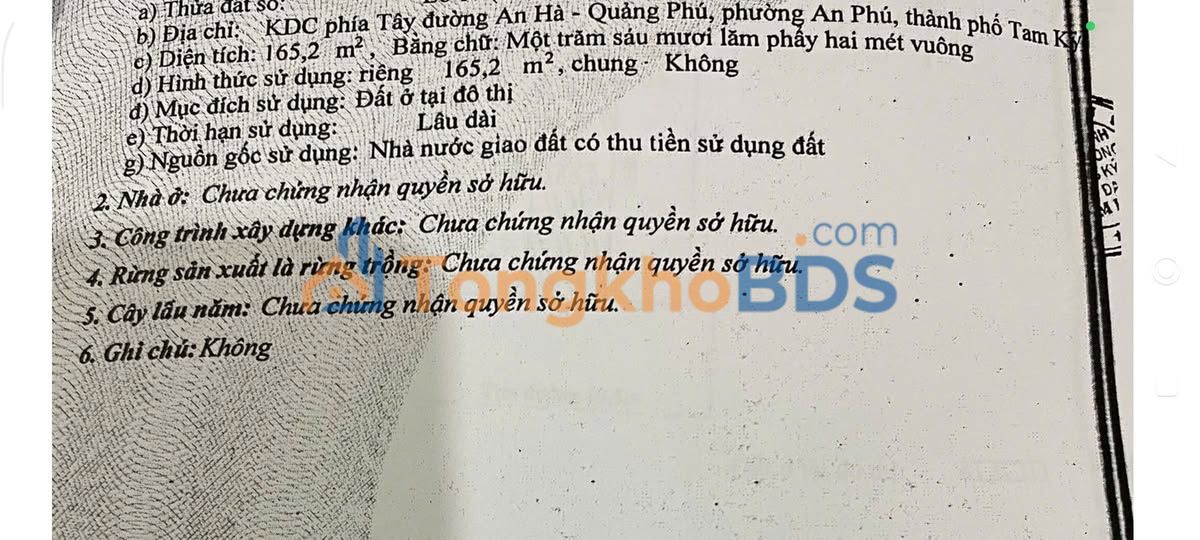 a) Thửa đất số:
b) Địa chỉ: KDC phía Tây đường An Hà - Quảng Phú, phường An Phú, thành phố Tam Kỳ
c) Diện tích: 165,2 m², Bằng chữ: Một trăm sáu mươi lăm phẩy hai mét vuông
d) Hình thức sử dụng: riêng 165,2 m², chung - Không
đ) Mục đích sử dụng: Đất ở tại đô thị
e) Thời hạn sử dụng: Lâu dài
g) Nguồn gốc sử dụng: Nhà nước giao đất có thu tiền sử dụng đất
2. Nhà ở: Chưa chứng nhận quyền sở hữu.
3. Công trình xây dựng khác: Chưa chứng nhận quyền sở hữu.
4. Rừng sản xuất là rừng trồng: Chưa chứng nhận quyền sở hữu.
5. Cây lâu năm: Chưa chứng nhận quyền sở hữu.
6. Ghi chú: Không
TongkhoBDS.com